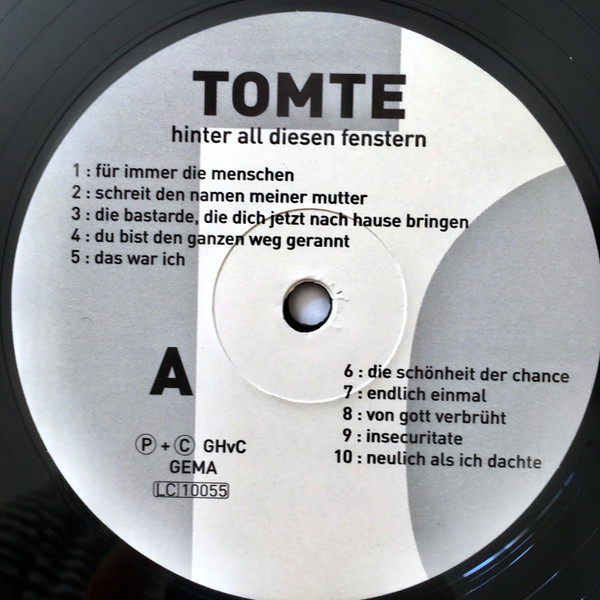 TOMTE
hinter all diesen fenstern
1 : für immer die menschen
2 : schreit den namen meiner mutter
3 : die bastarde, die dich jetzt nach hause bringen
4 : du bist den ganzen weg gerannt
5 : das war ich
A
6 : die schönheit der chance
7 : endlich einmal
8 : von gott verbrüht
9 : insecuritate
10 : neulich als ich dachte
Ⓟ + Ⓒ GHvC
GEMA
LC 10055